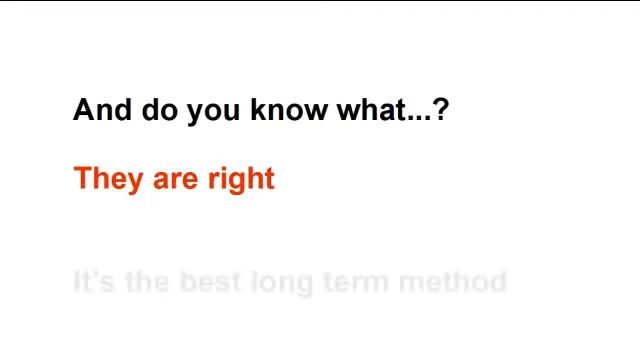 And do you know what...?
They are right
It's the best long term method